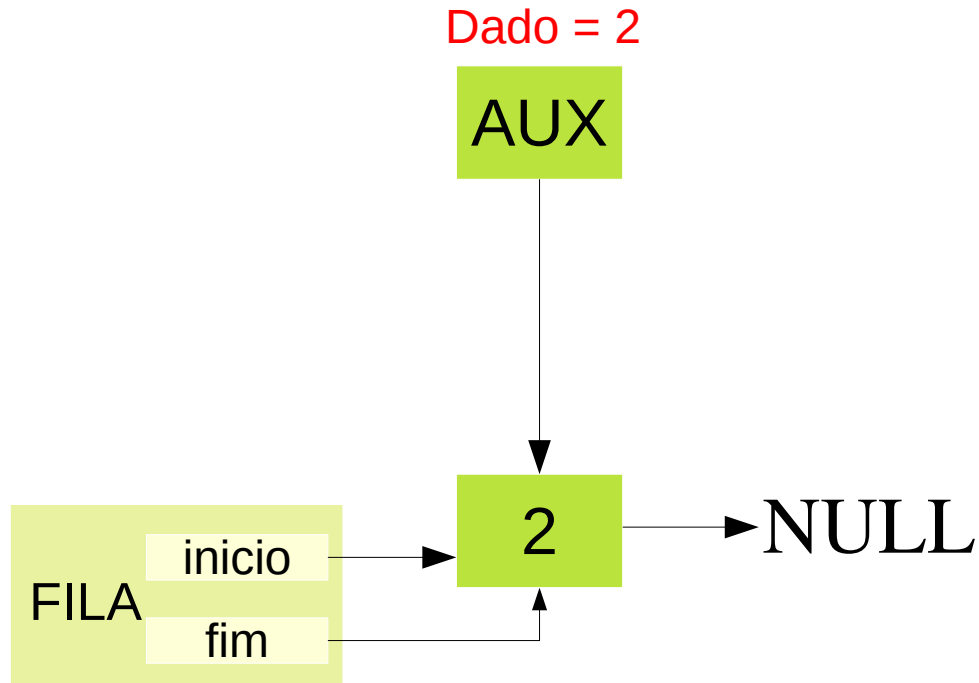 Dado = 2
AUX
2
NULL
inicio
FILA
fim